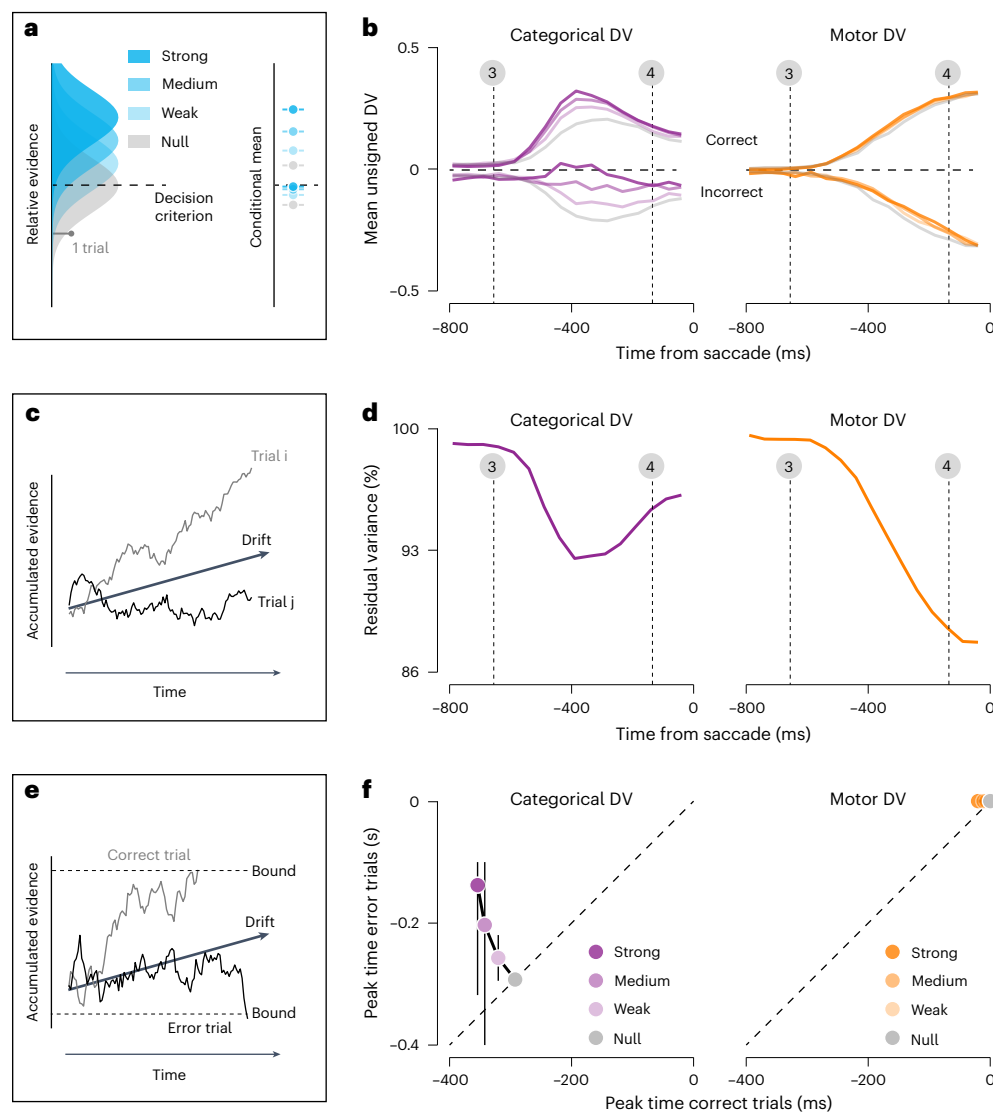 a
Strong
Medium
Weak
Null
Relative evidence
Decision
criterion
1 trial
Conditional mean
b
Categorical DV
Motor DV
0.5
0
–0.5
Mean unsigned DV
3
4
3
4
Correct
Incorrect
–800
–400
0
–800
–400
0
Time from saccade (ms)
c
Accumulated evidence
Trial i
Drift
Trial j
Time
d
Categorical DV
Motor DV
100
93
86
Residual variance (%)
3
4
3
4
–800
–400
0
–800
–400
0
Time from saccade (ms)
e
Accumulated evidence
Correct trial
Bound
Drift
Bound
Error trial
Time
f
Categorical DV
Motor DV
0
–0.2
–0.4
Peak time error trials (s)
Strong
Medium
Weak
Null
Strong
Medium
Weak
Null
–400
–200
0
–400
–200
0
Peak time correct trials (ms)